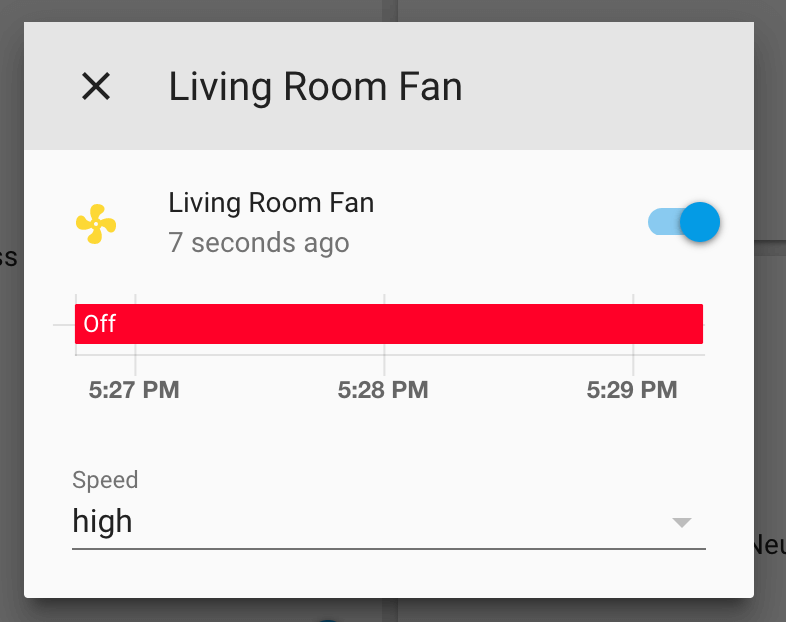 Living Room Fan
Living Room Fan
7 seconds ago
ss
Off
5:27 PM 5:28 PM 5:29 PM
Speed
high
Neu